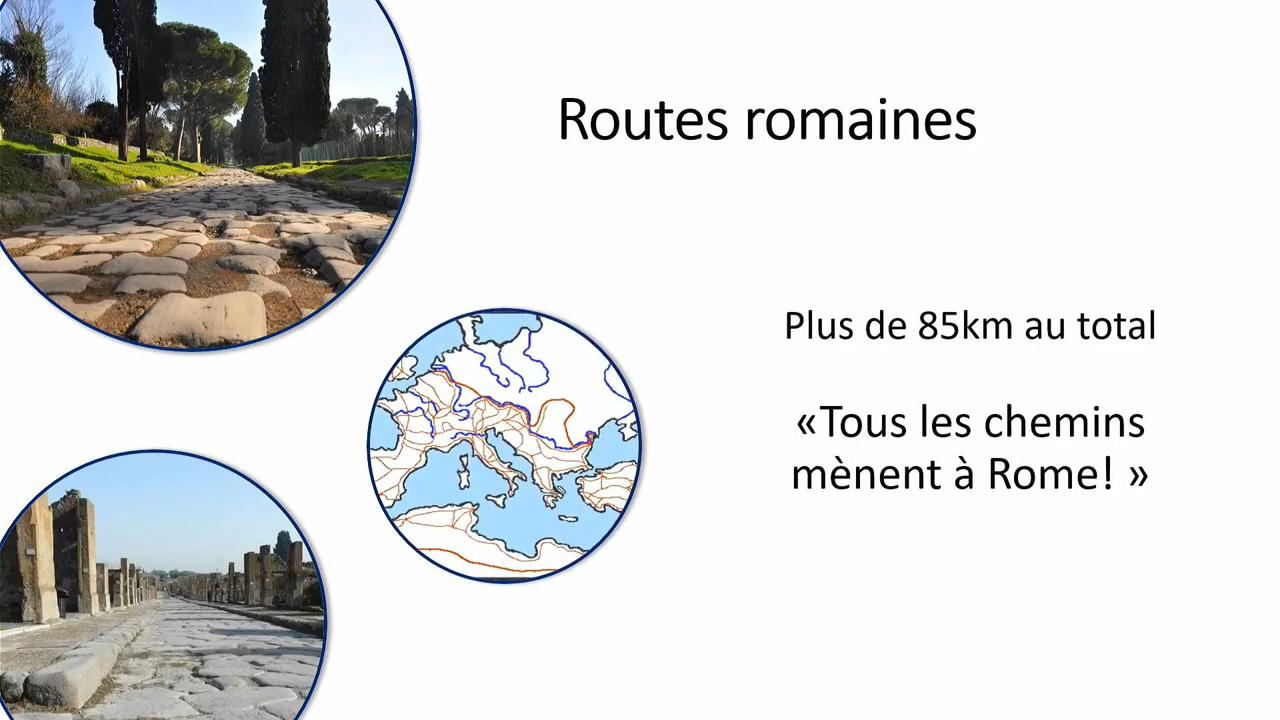 Routes romaines
Plus de 85km au total
«Tous les chemins
mènent à Rome! »